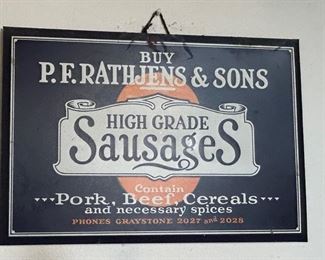 BUY
P.F. RATHJENS & SONS
HIGH GRADE
SausageS
Contain
Pork, Beef, Cereals
and necessary spices
PHONES GRAYSTONE 2027 and 2028